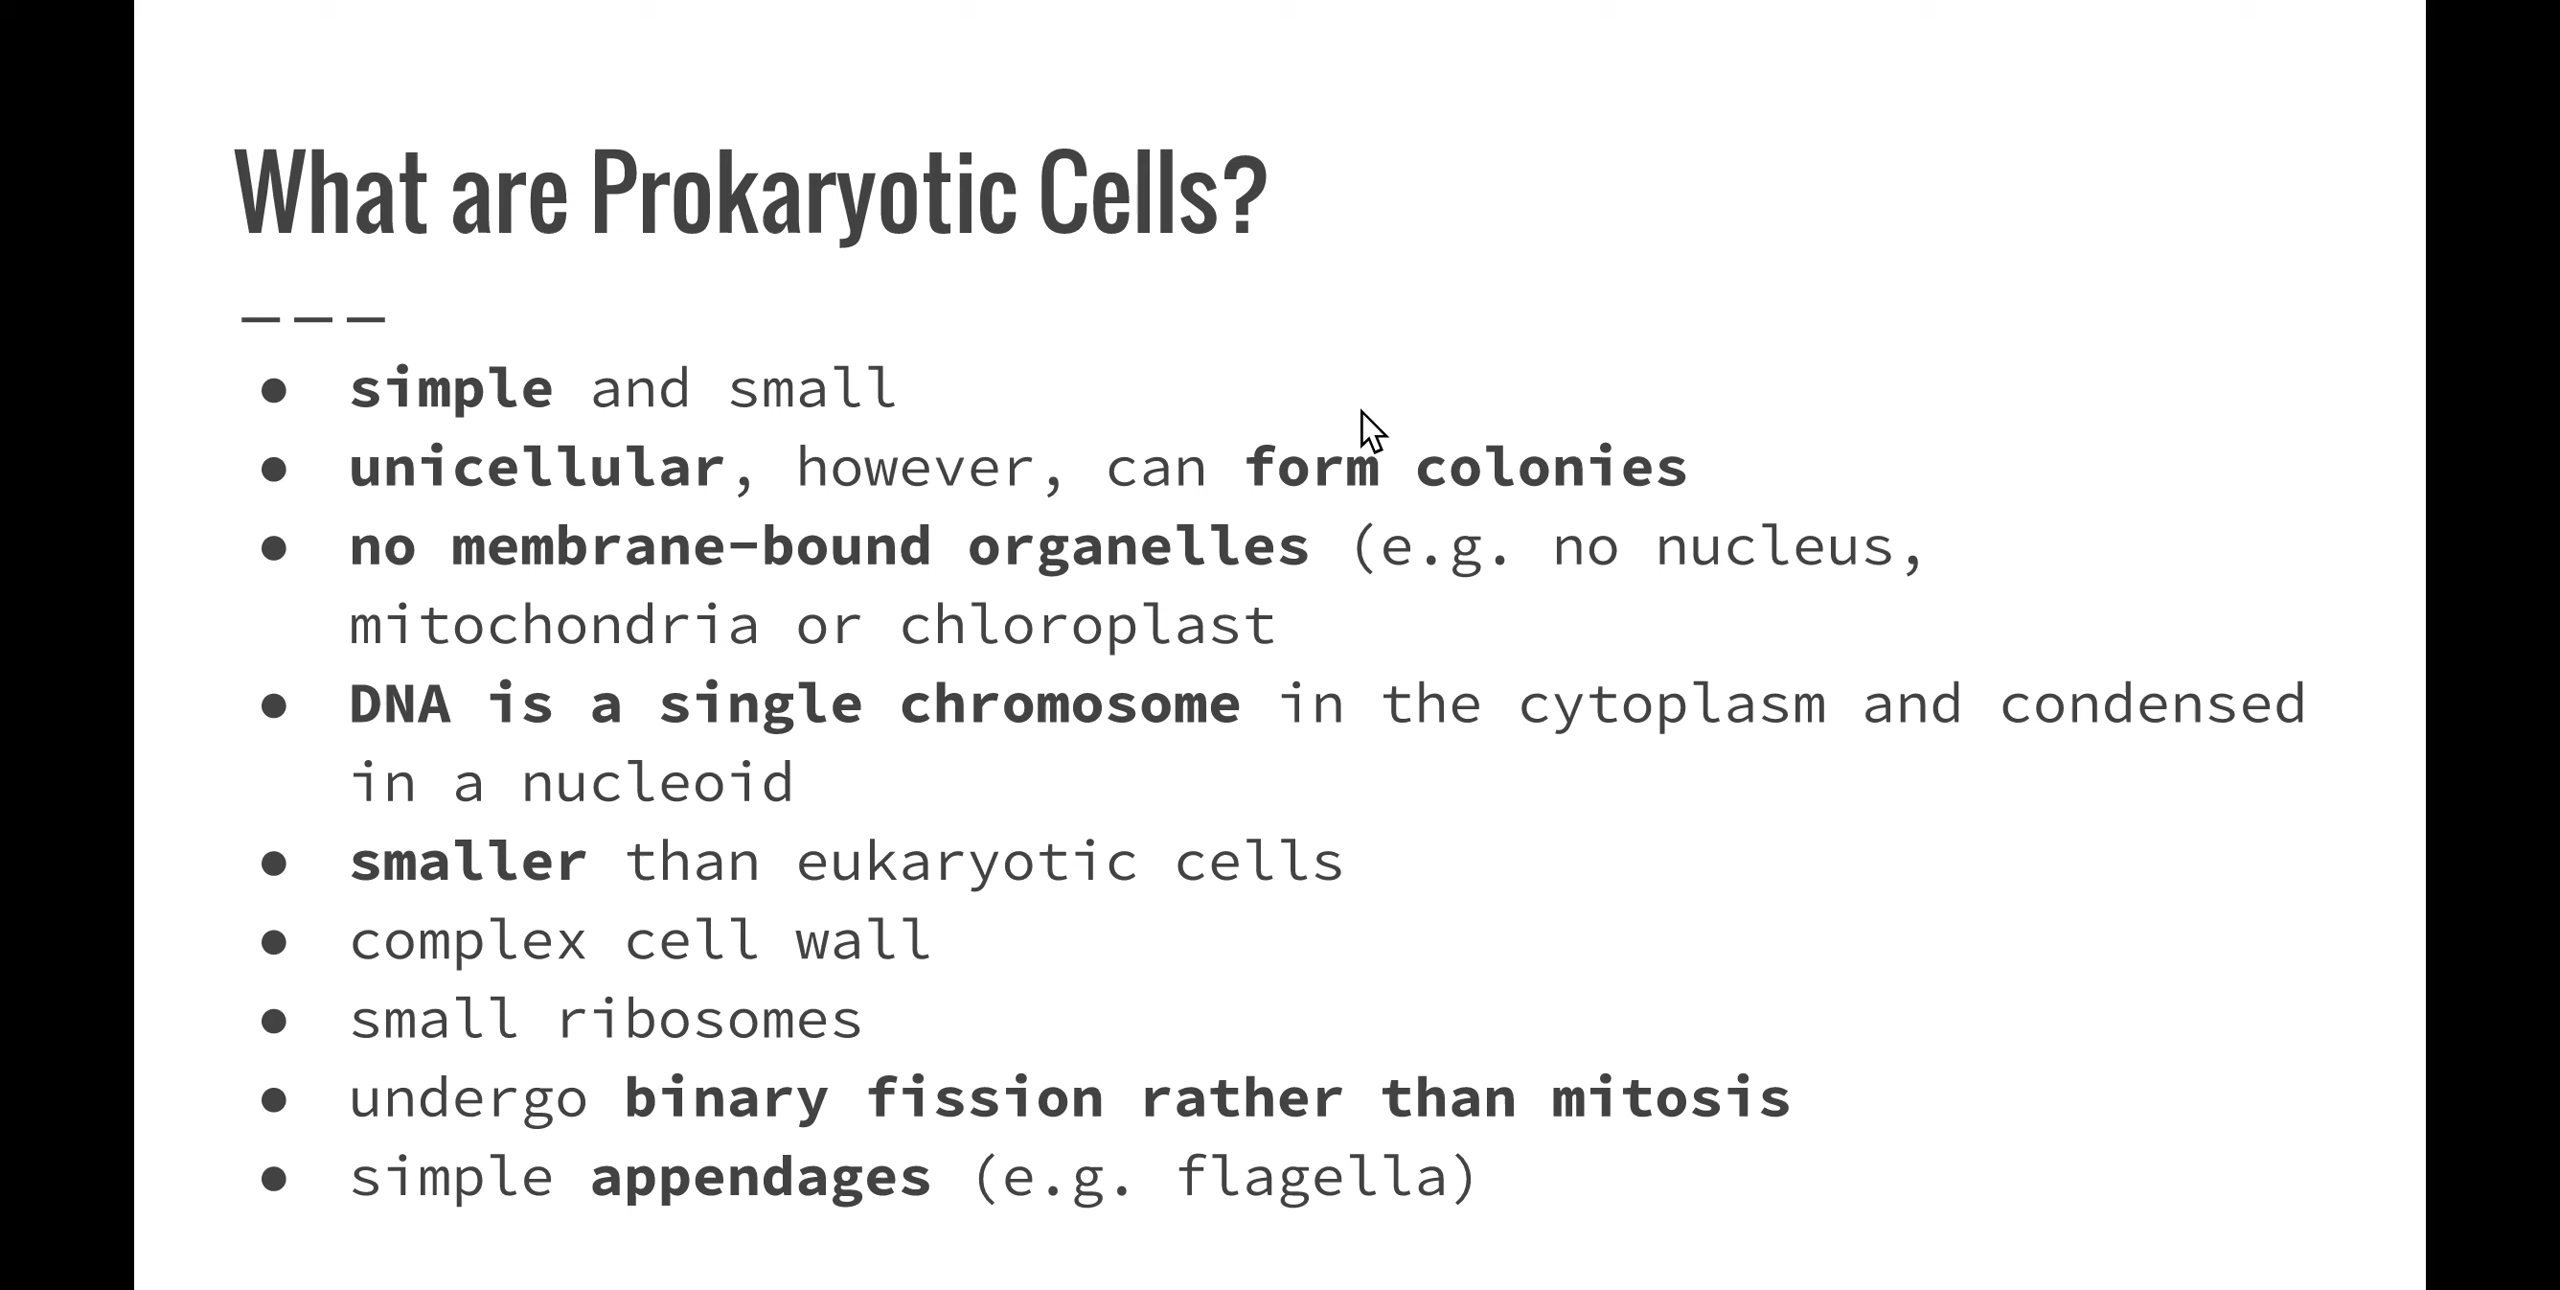 What are Prokaryotic Cells?
● simple and small
● unicellular, however, can form colonies
● no membrane-bound organelles (e.g. no nucleus,
mitochondria or chloroplast
● DNA is a single chromosome in the cytoplasm and condensed
in a nucleoid
● smaller than eukaryotic cells
● complex cell wall
● small ribosomes
● undergo binary fission rather than mitosis
● simple appendages (e.g. flagella)